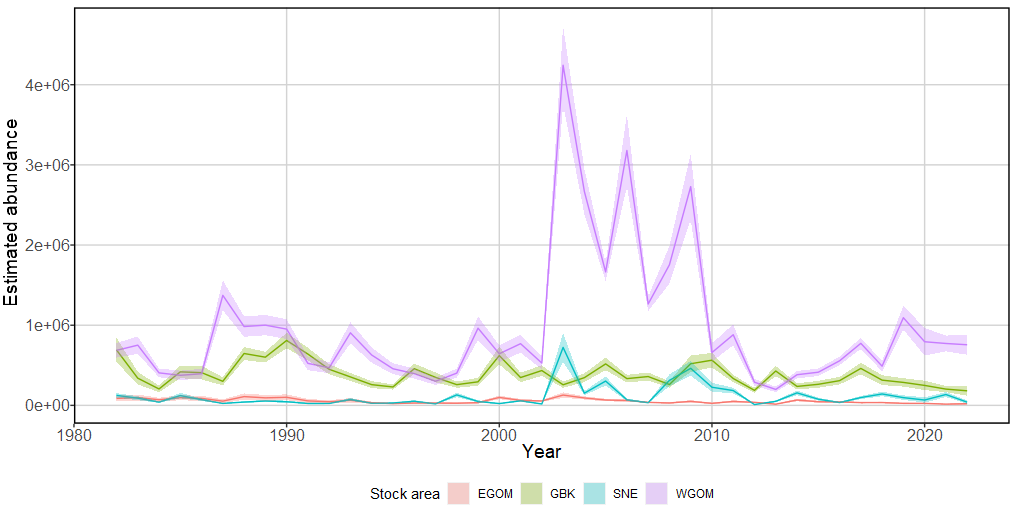 Estimated abundance
4e+06
3e+06
2e+06
1e+06
0e+00
1980 1990 2000 2010 2020
Year
Stock area EGOM GBK SNE WGOM